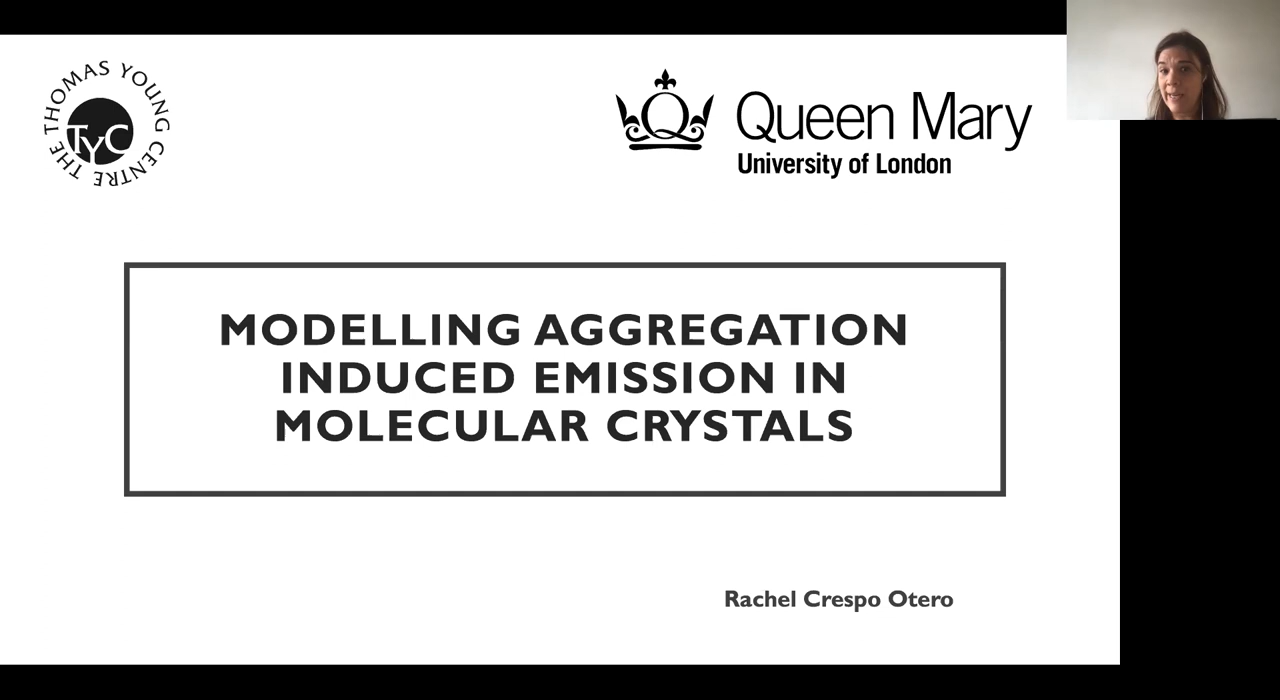 THE THOMAS YOUNG CENTRE
TYC
Queen Mary
University of London
MODELLING AGGREGATION
INDUCED EMISSION IN
MOLECULAR CRYSTALS
Rachel Crespo Otero